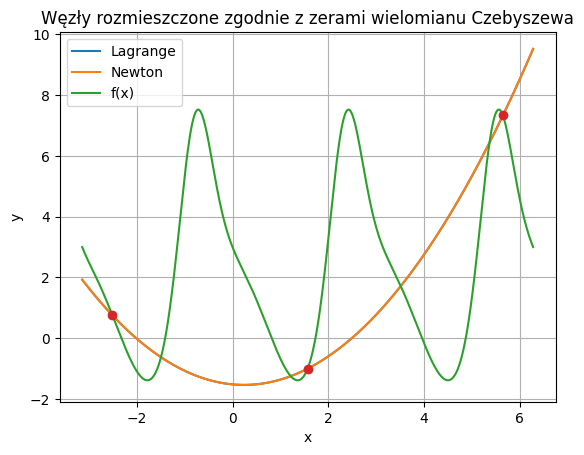 Węzły rozmieszczone zgodnie z zerami wielomianu Czebyszewa
10
8
6
4
2
0
−2
y
Lagrange
Newton
f(x)
−2
0
2
4
6
x